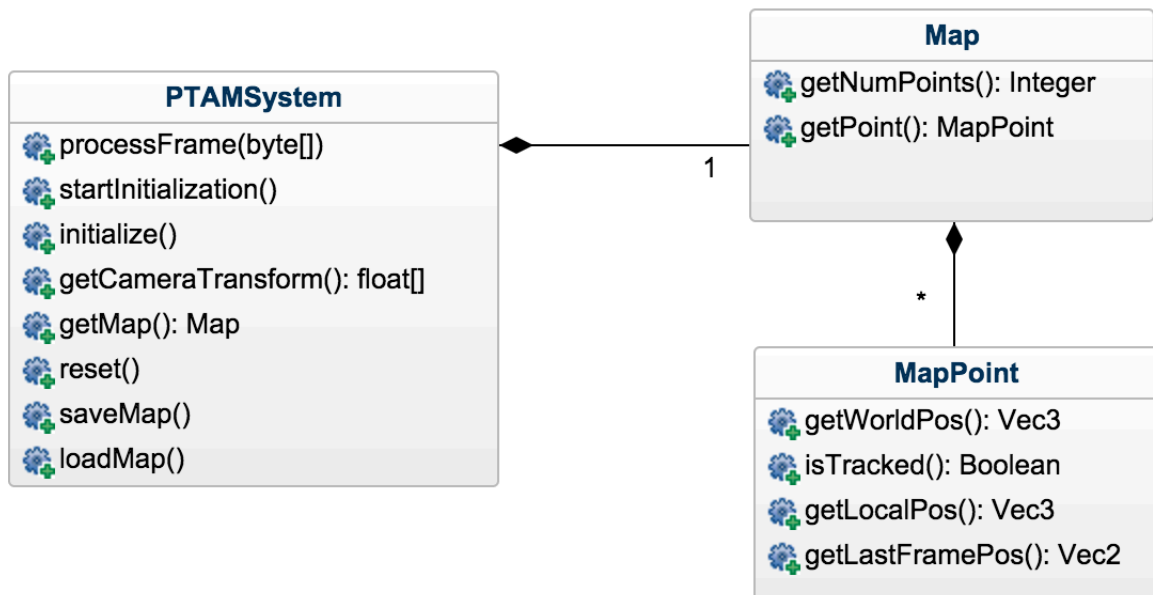 PTAMSystem
processFrame(byte[])
startInitialization()
initialize()
getCameraTransform(): float[]
getMap(): Map
reset()
saveMap()
loadMap()
1
Map
getNumPoints(): Integer
getPoint(): MapPoint
*
MapPoint
getWorldPos(): Vec3
isTracked(): Boolean
getLocalPos(): Vec3
getLastFramePos(): Vec2